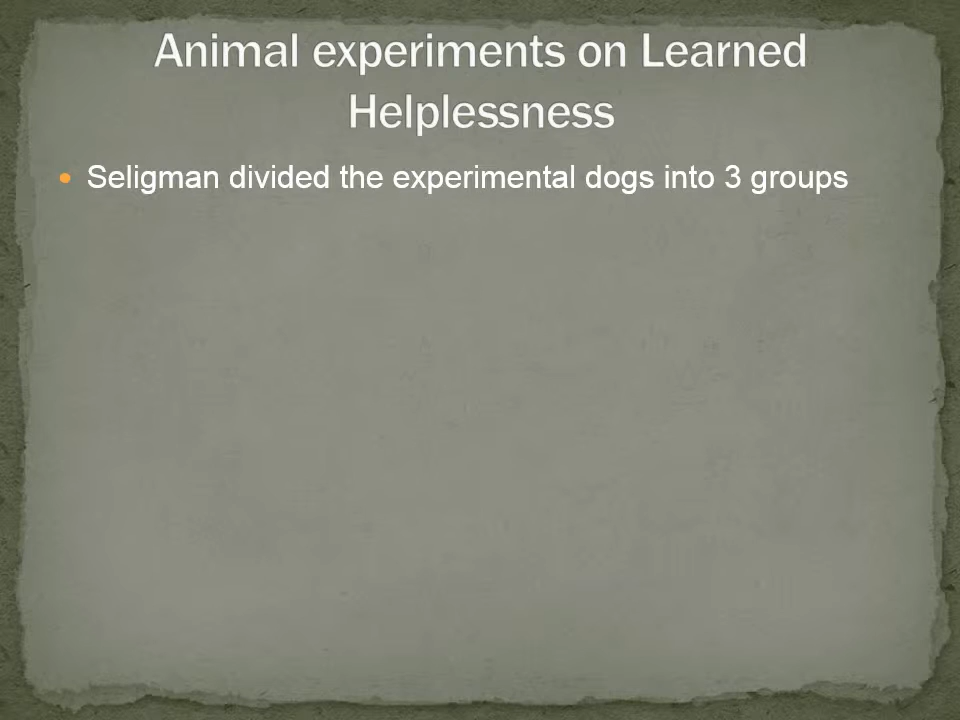 Animal experiments on Learned
Helplessness
• Seligman divided the experimental dogs into 3 groups